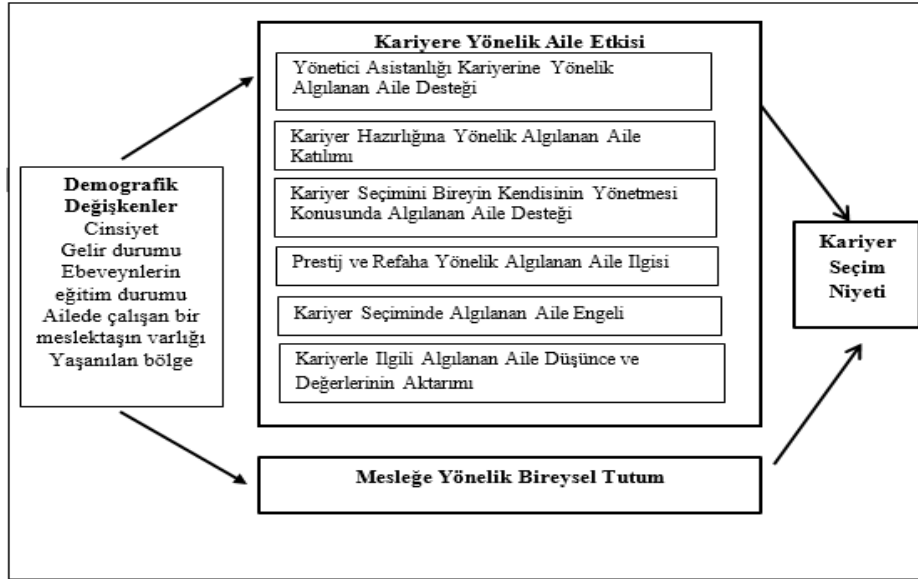 Demografik
Değişkenler
Cinsiyet
Gelir durumu
Ebeveynlerin
eğitim durumu
Ailede çalışan bir
meslektaşın varlığı
Yaşanılan bölge
Kariyere Yönelik Aile Etkisi
Yönetici Asistanlığı Kariyerine Yönelik
Algılanan Aile Desteği
Kariyer Hazırlığına Yönelik Algılanan Aile
Katılımı
Kariyer Seçimini Bireyin Kendisinin Yönetmesi
Konusunda Algılanan Aile Desteği
Prestij ve Refaha Yönelik Algılanan Aile Ilgisi
Kariyer Seçiminde Algılanan Aile Engeli
Kariyerle Ilgili Algılanan Aile Düşünce ve
Değerlerinin Aktarımı
Mesleğe Yönelik Bireysel Tutum
Kariyer
Seçim
Niyeti